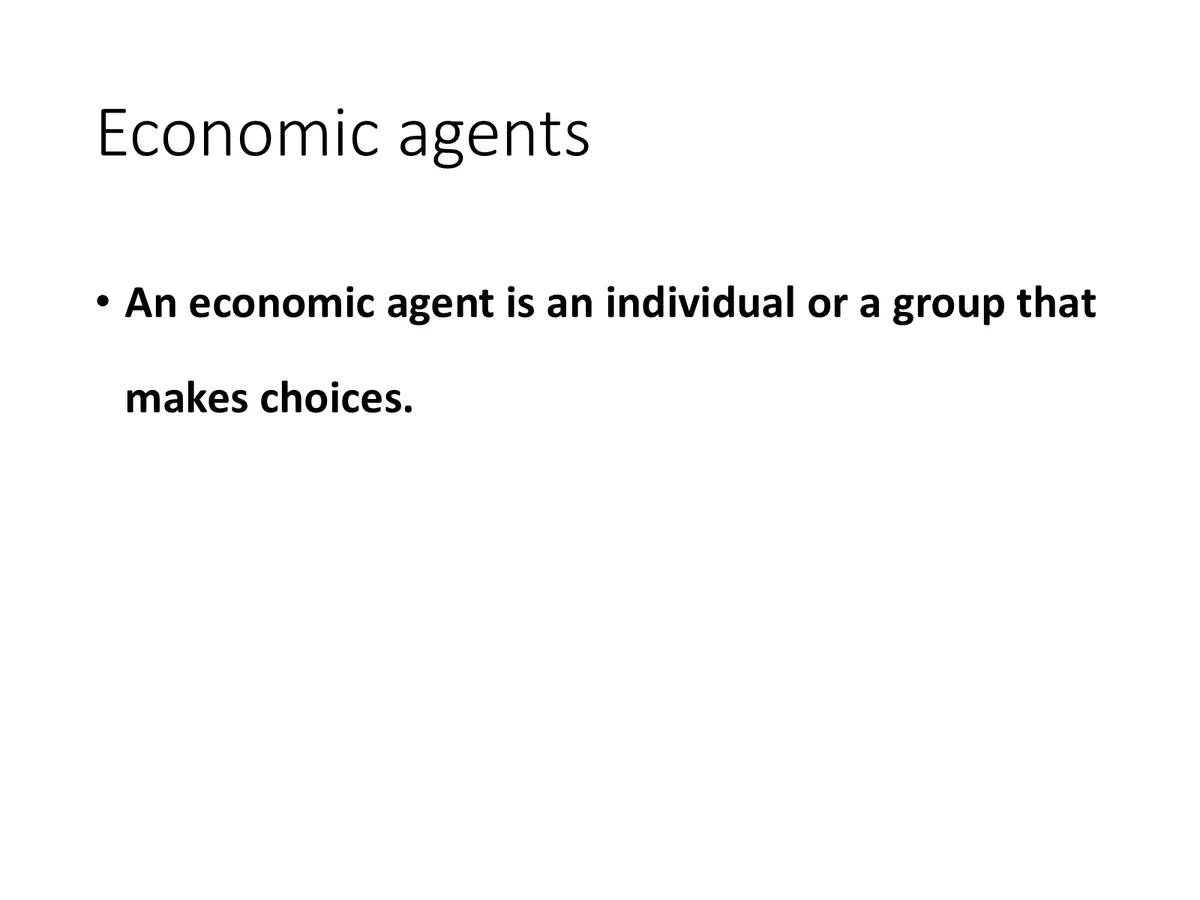 Economic agents
• An economic agent is an individual or a group that
makes choices.